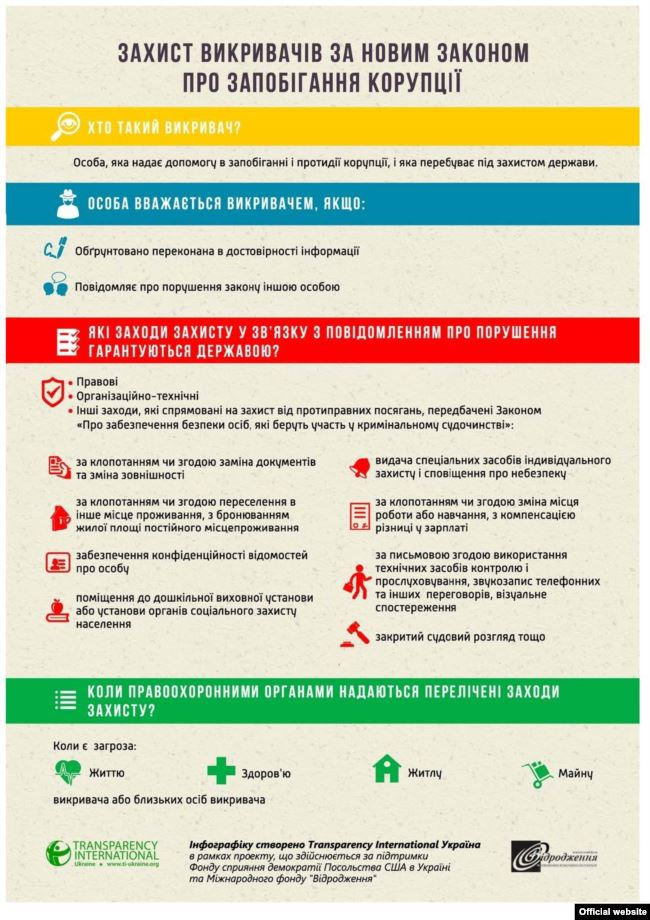 ЗАХИСТ ВИКРИВАЧІВ ЗА НОВИМ ЗАКОНОМ
ПРО ЗАПОБІГАННЯ КОРУПЦІЇ
ХТО ТАКИЙ ВИКРИВАЧ?
Особа, яка надає допомогу в запобіганні і протидії корупції, і яка перебуває під захистом держави.
ОСОБА ВВАЖАЄТЬСЯ ВИКРИВАЧЕМ, ЯКЩО:
Обґрунтовано переконана в достовірності інформації
Повідомляє про порушення закону іншою особою
ЯКІ ЗАХОДИ ЗАХИСТУ У ЗВ'ЯЗКУ З ПОВІДОМЛЕННЯМ ПРО ПОРУШЕННЯ
ГАРАНТУЮТЬСЯ ДЕРЖАВОЮ?
• Правові
• Організаційно-технічні
• Інші заходи, які спрямовані на захист від протиправних посягань, передбачені Законом
«Про забезпечення безпеки осіб, які беруть участь у кримінальному судочинстві»:
за клопотанням чи згодою заміна документів
та зміна зовнішності
за клопотанням чи згодою переселення в
інше місце проживання, з бронюванням
жилої площі постійного місцепроживання
забезпечення конфіденційності відомостей
про особу
поміщення до дошкільної виховної установи
або установи органів соціального захисту
населення
видача спеціальних засобів індивідуального
захисту і сповіщення про небезпеку
за клопотанням чи згодою зміна місця
роботи або навчання, з компенсацією
різниці у зарплаті
за письмовою згодою використання
технічних засобів контролю і
прослуховування, звукозапис телефонних
та інших переговорів, візуальне
спостереження
закритий судовий розгляд тощо
КОЛИ ПРАВООХОРОННИМИ ОРГАНАМИ НАДАЮТЬСЯ ПЕРЕЛІЧЕНІ ЗАХОДИ
ЗАХИСТУ?
Коли є загроза:
Життю
Здоров'ю
Житлу
Майну
викривача або близьких осіб викривача
TRANSPARENCY
INTERNATIONAL
Ukraine • www.ti-ukraine.org
Інфографіку створено Transparency International Україна
в рамках проекту, що здійснюється за підтримки
Фонду сприяння демократії Посольства США в Україні
та Міжнародного фонду "Відродження"
Відродження
Official website